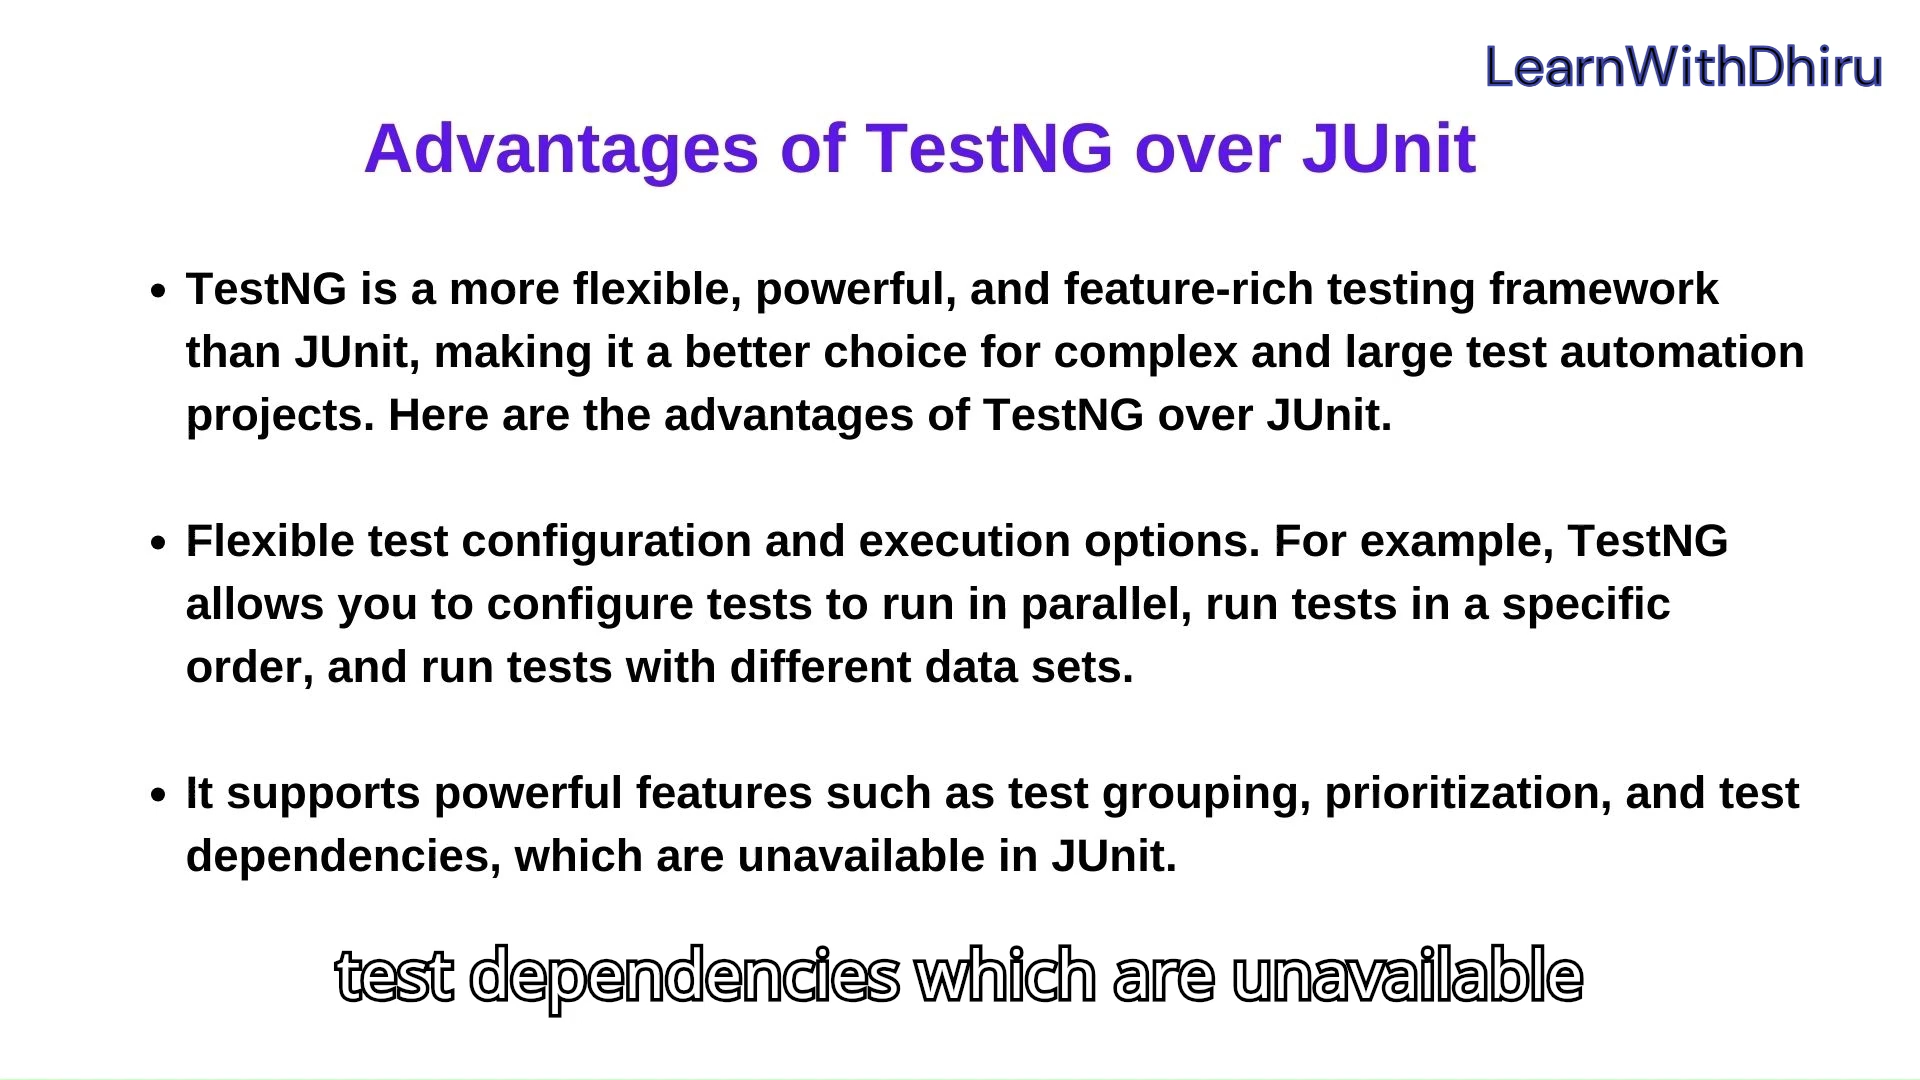 LearnWithDhiru
Advantages of TestNG over JUnit
• TestNG is a more flexible, powerful, and feature-rich testing framework
than JUnit, making it a better choice for complex and large test automation
projects. Here are the advantages of TestNG over JUnit.
• Flexible test configuration and execution options. For example, TestNG
allows you to configure tests to run in parallel, run tests in a specific
order, and run tests with different data sets.
• It supports powerful features such as test grouping, prioritization, and test
dependencies, which are unavailable in JUnit.
test dependencies which are unavailable